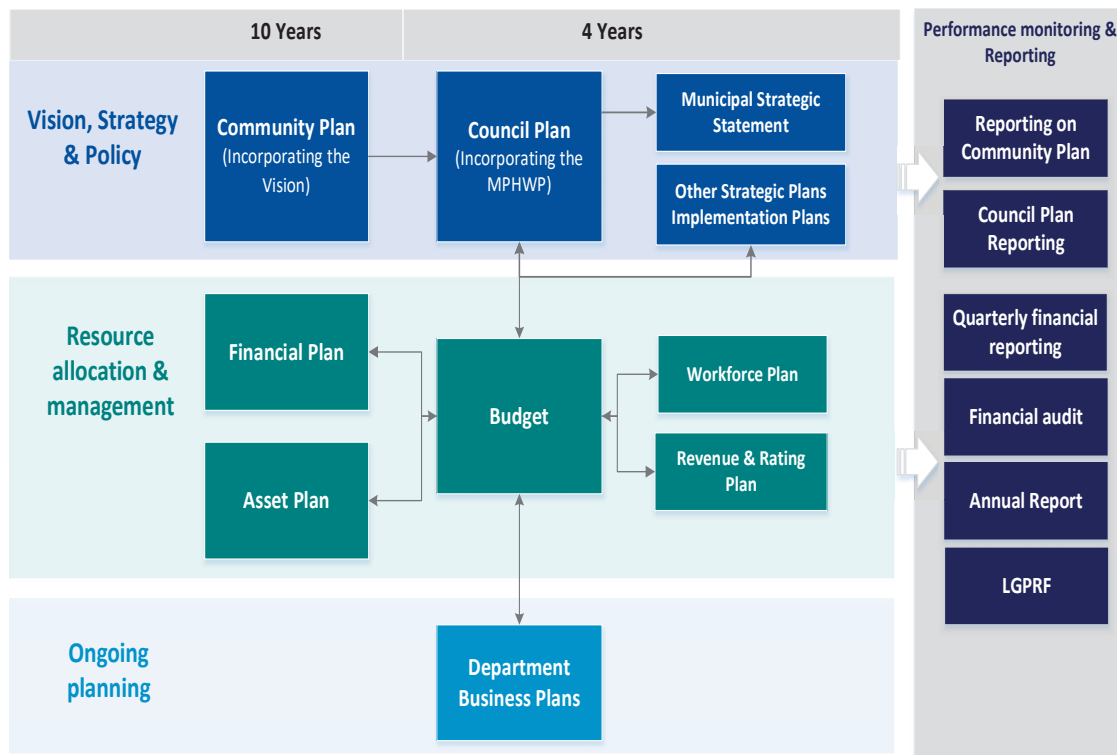 10 Years
4 Years
Performance monitoring &
Reporting
Vision, Strategy
& Policy
Community Plan
(Incorporating the
Vision)
Council Plan
(Incorporating the
MPHWP)
Municipal Strategic
Statement
Other Strategic Plans
Implementation Plans
Reporting on
Community Plan
Council Plan
Reporting
Resource
allocation &
management
Financial Plan
Asset Plan
Budget
Workforce Plan
Revenue & Rating
Plan
Quarterly financial
reporting
Financial audit
Annual Report
LGPRF
Ongoing
planning
Department
Business Plans